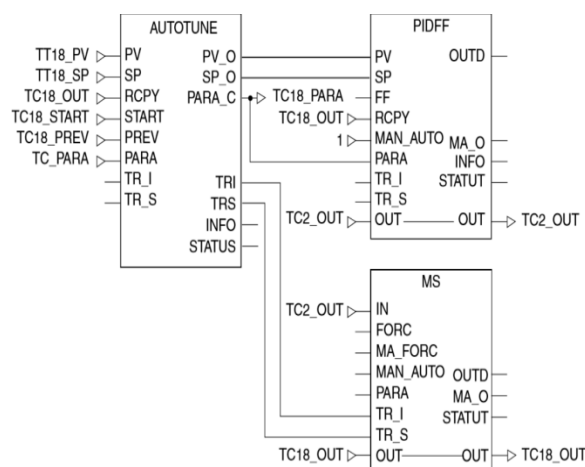 AUTOTUNE
TT18_PV PV PV_O
TT18_SP SP SP_O
TC18_OUT RCPY PARA_C TC18_PARA
TC18_START START
TC18_PREV PREV
TC_PARA PARA
TR_I TRI
TR_S TRS
INFO
STATUS
PIDFF
PV OUTD
SP
FF
TC18_OUT RCPY
1 MAN_AUTO MA_O
PARA INFO
TR_I STATUT
TR_S
TC2_OUT OUT OUT TC2_OUT
MS
TC2_OUT IN
FORC
MA_FORC
MAN_AUTO OUTD
PARA MA_O
TR_I STATUT
TR_S
TC18_OUT OUT OUT TC18_OUT